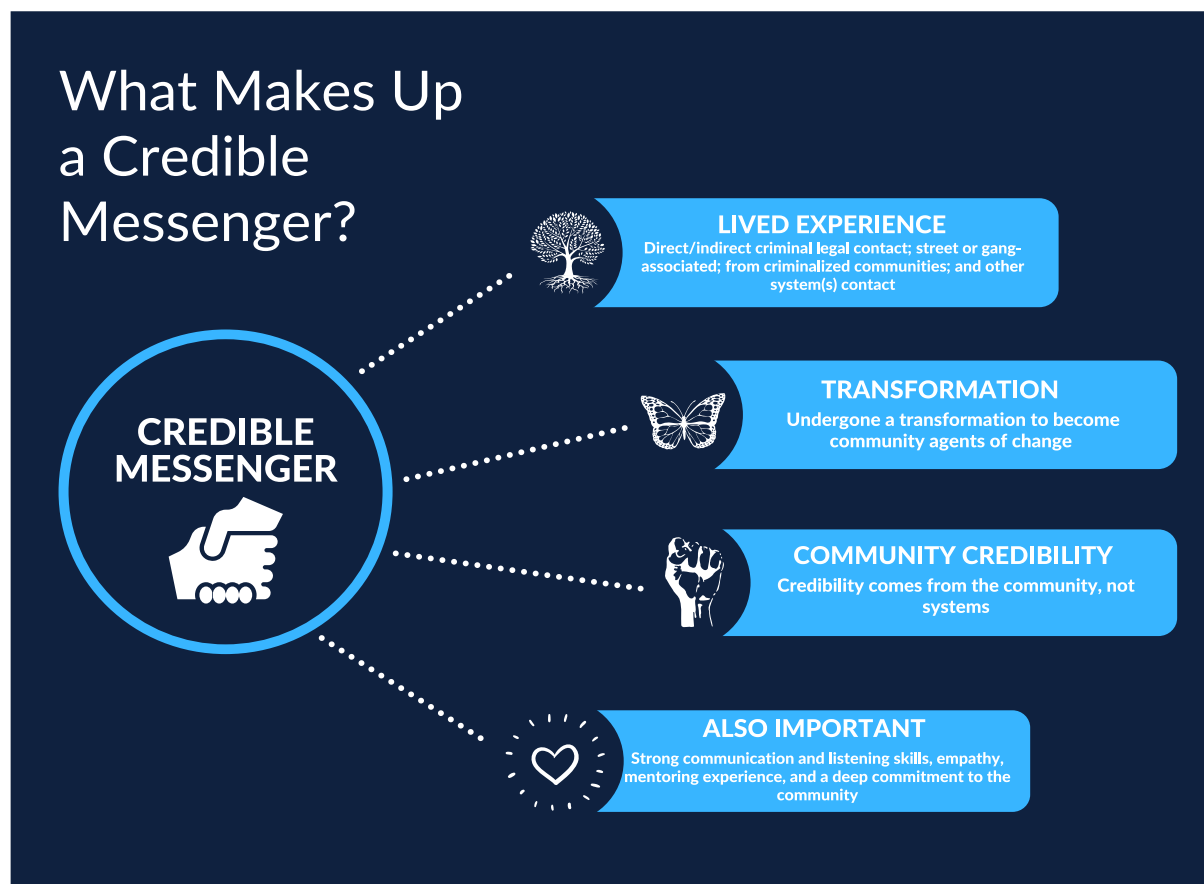 What Makes Up
a Credible
Messenger?
CREDIBLE
MESSENGER
LIVED EXPERIENCE
Direct/indirect criminal legal contact; street or gang-
associated; from criminalized communities; and other
system(s) contact
TRANSFORMATION
Undergone a transformation to become
community agents of change
COMMUNITY CREDIBILITY
Credibility comes from the community, not
systems
ALSO IMPORTANT
Strong communication and listening skills, empathy,
mentoring experience, and a deep commitment to the
community